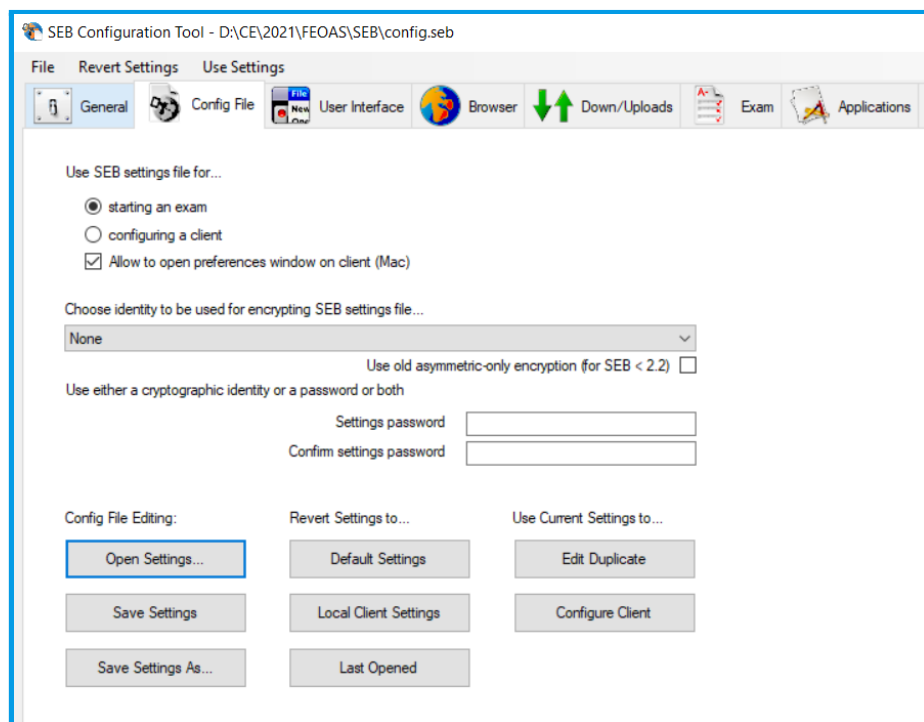 SEB Configuration Tool - D:\CE\2021\FEOAS\SEB\config.seb
File Revert Settings Use Settings
General Config File User Interface Browser Down/Uploads Exam Applications
Use SEB settings file for...
starting an exam
configuring a client
Allow to open preferences window on client (Mac)
Choose identity to be used for encrypting SEB settings file...
None
Use old asymmetric-only encryption (for SEB < 2.2)
Use either a cryptographic identity or a password or both
Settings password
Confirm settings password
Config File Editing: Revert Settings to... Use Current Settings to...
Open Settings... Default Settings Edit Duplicate
Save Settings Local Client Settings Configure Client
Save Settings As... Last Opened